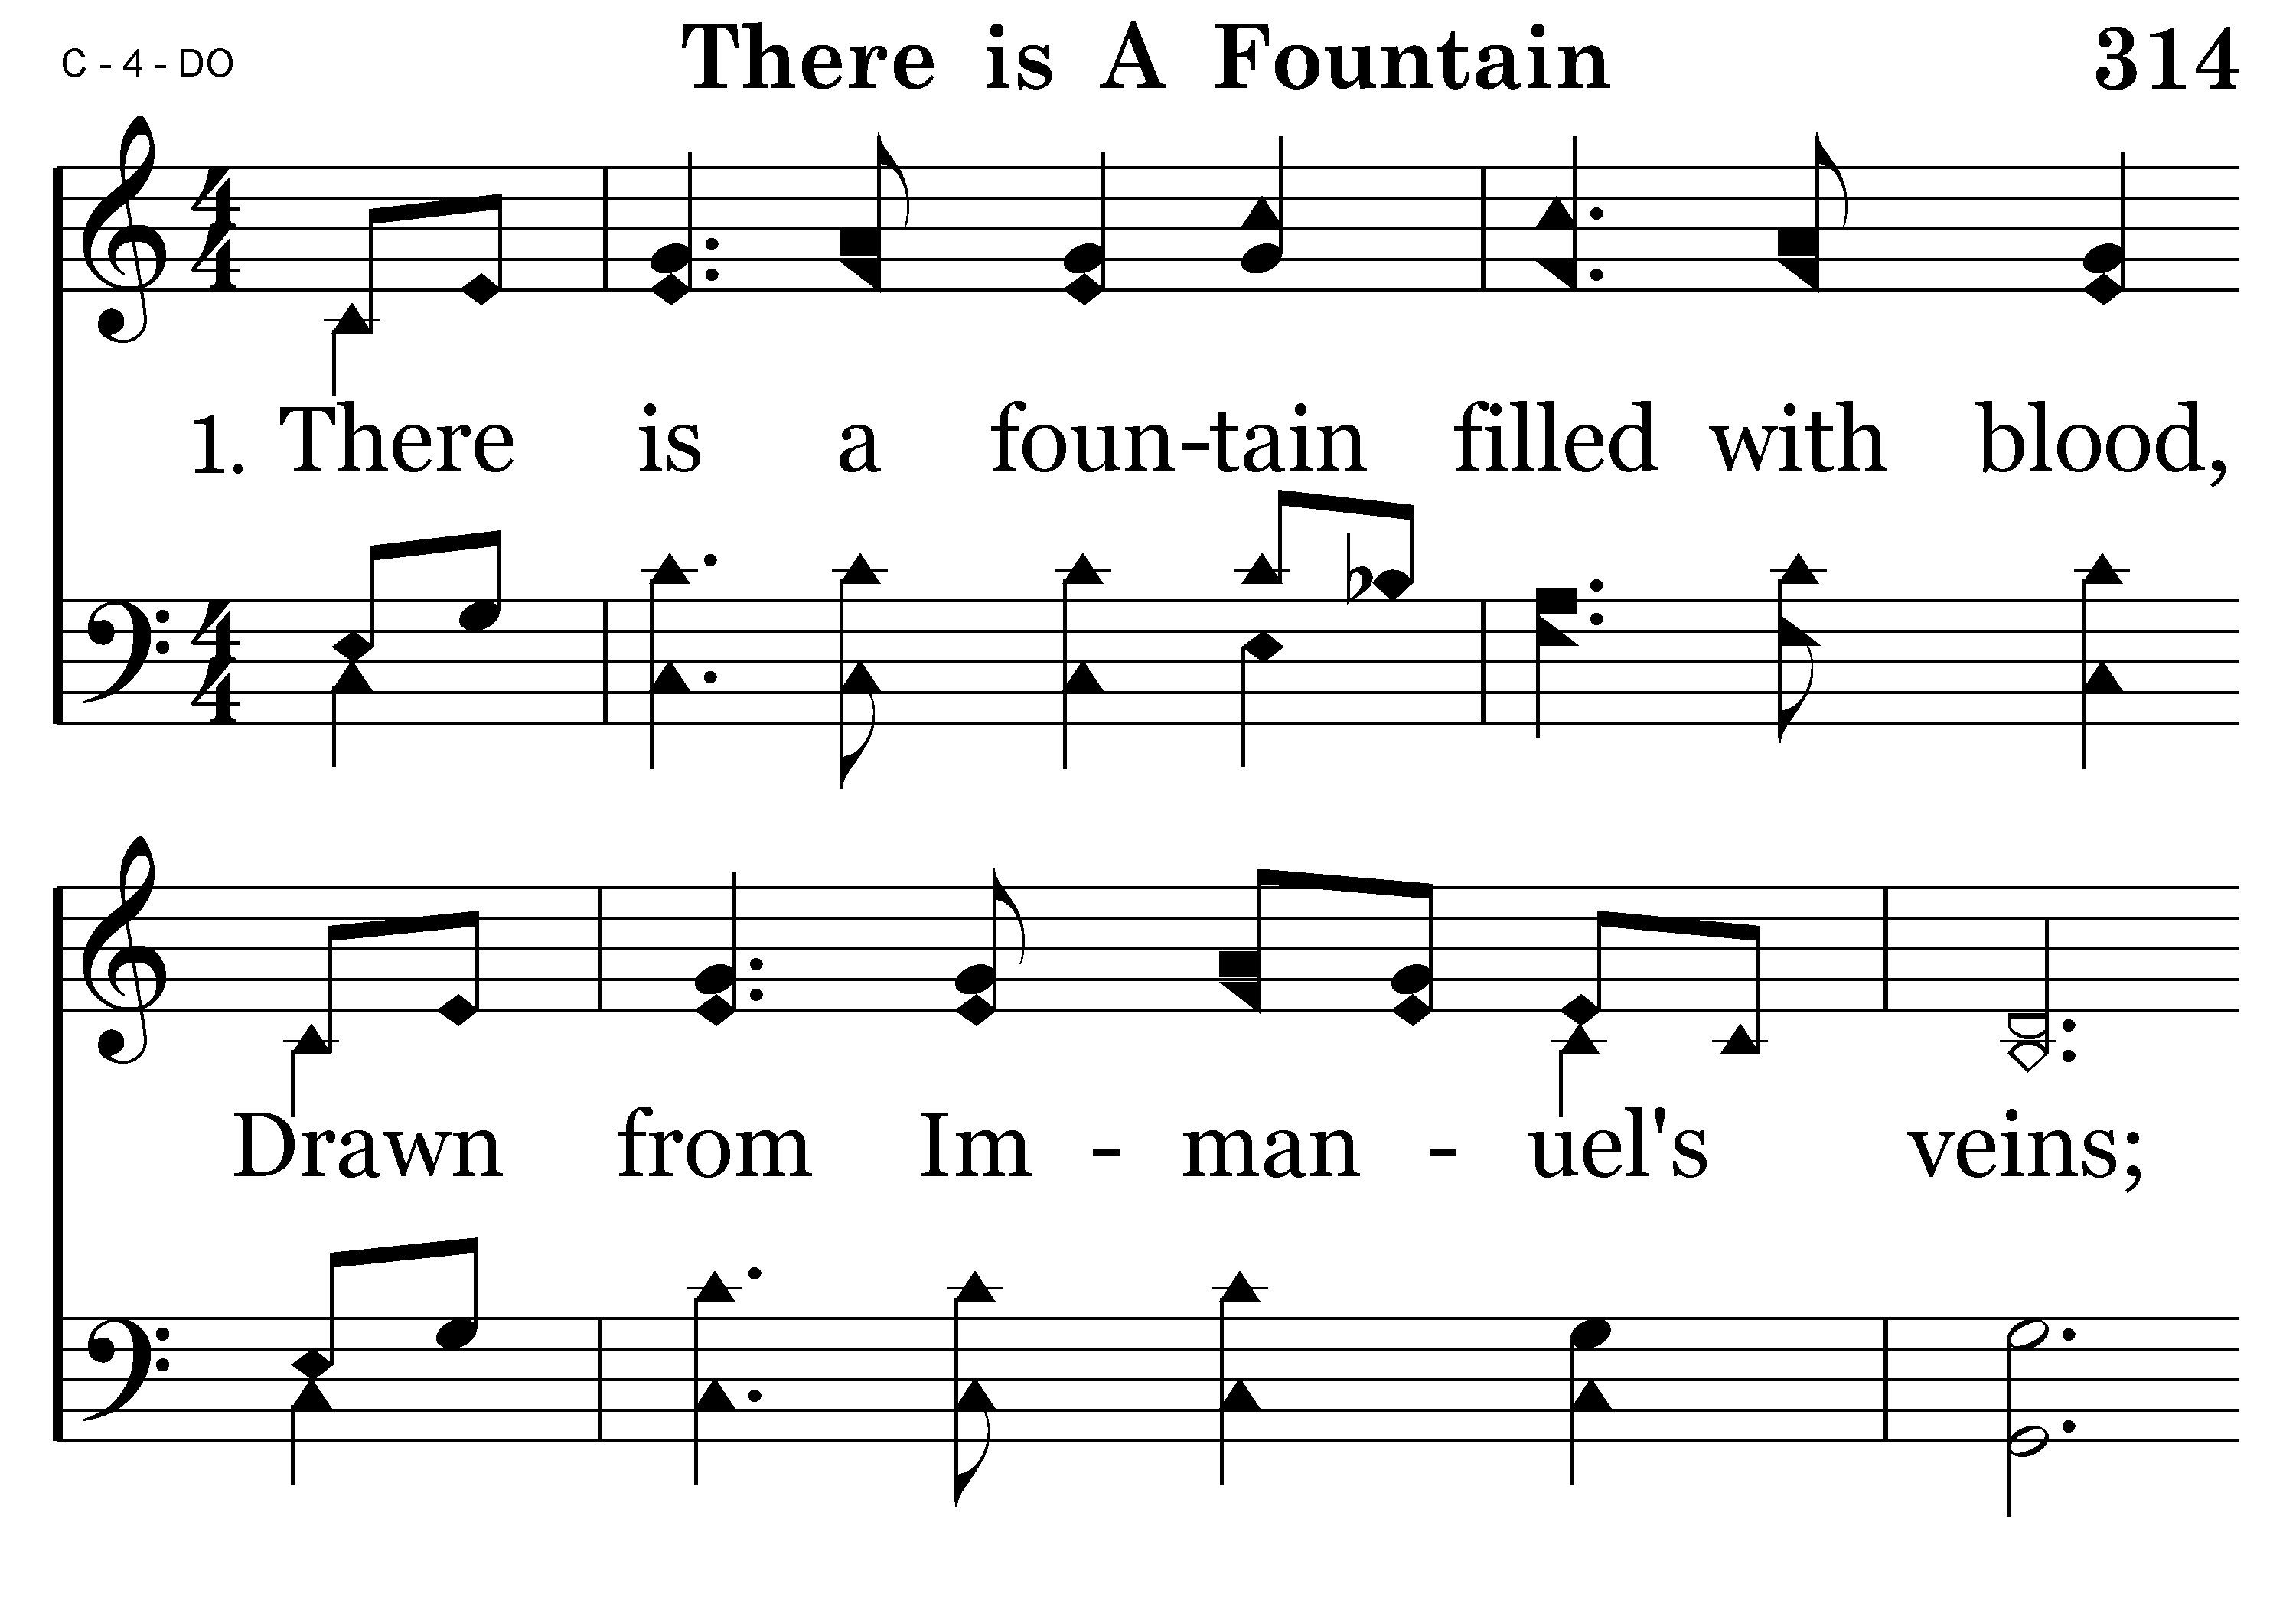 C - 4 - DO There is A Fountain 314
1. There is a foun-tain filled with blood,
Drawn from Im - man - uel's veins;